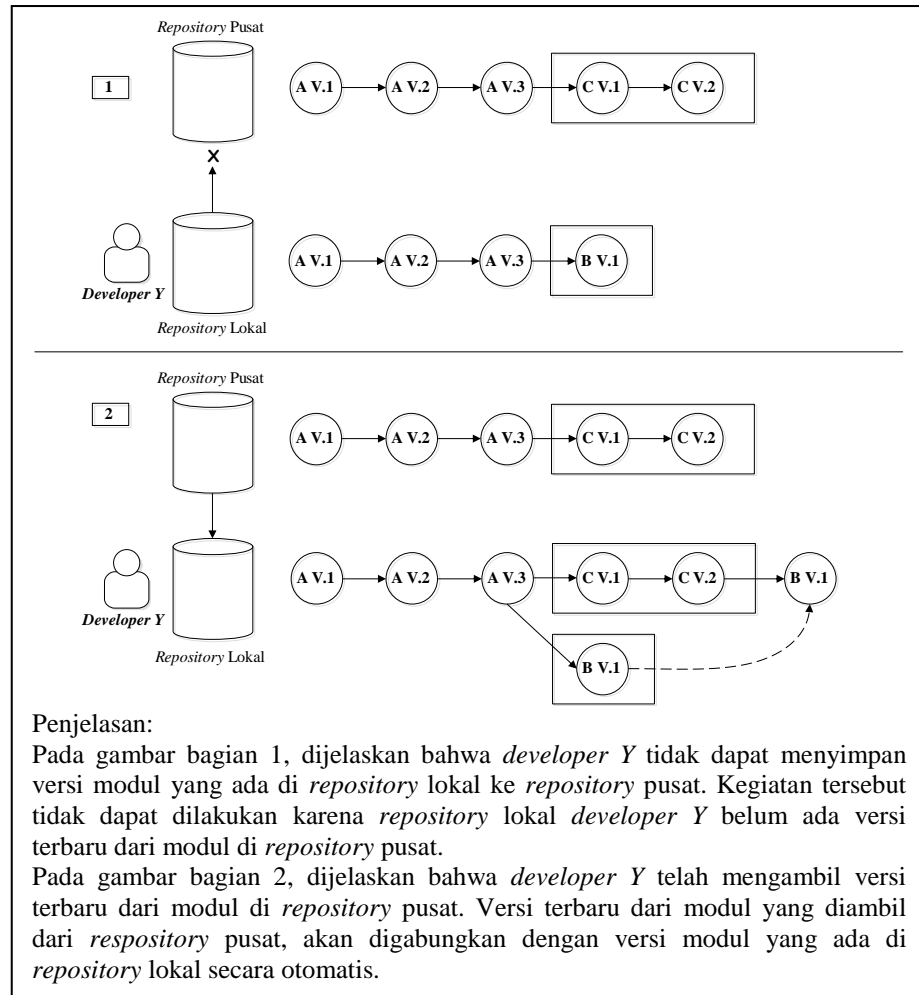 Repository Pusat
1
A V.1 A V.2 A V.3 C V.1 C V.2
X
A V.1 A V.2 A V.3 B V.1
Developer Y
Repository Lokal
Repository Pusat
2
A V.1 A V.2 A V.3 C V.1 C V.2
A V.1 A V.2 A V.3 C V.1 C V.2 B V.1
Developer Y
Repository Lokal
B V.1
Penjelasan:
Pada gambar bagian 1, dijelaskan bahwa developer Y tidak dapat menyimpan
versi modul yang ada di repository lokal ke repository pusat. Kegiatan tersebut
tidak dapat dilakukan karena repository lokal developer Y belum ada versi
terbaru dari modul di repository pusat.
Pada gambar bagian 2, dijelaskan bahwa developer Y telah mengambil versi
terbaru dari modul di repository pusat. Versi terbaru dari modul yang diambil
dari respository pusat, akan digabungkan dengan versi modul yang ada di
repository lokal secara otomatis.